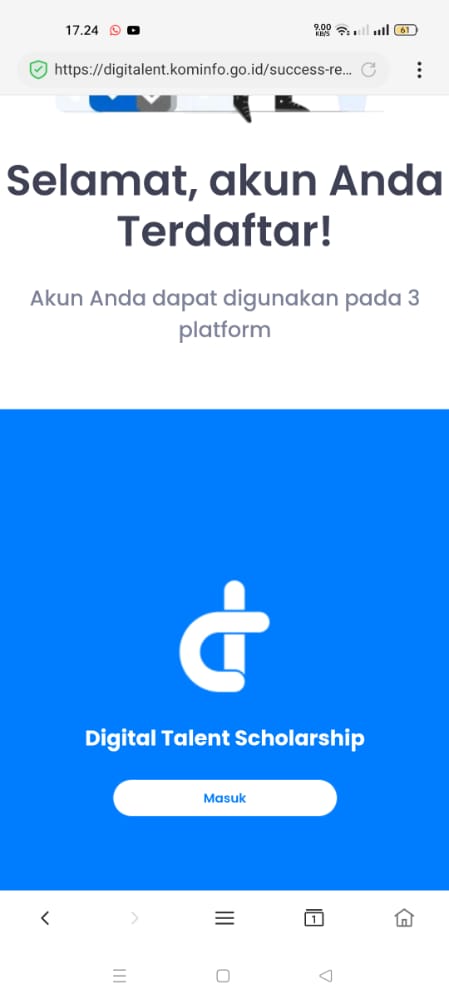 17.24
9.00
KB/S
61
https://digitalent.kominfo.go.id/success-re...
Selamat, akun Anda
Terdaftar!
Akun Anda dapat digunakan pada 3
platform
Digital Talent Scholarship
Masuk
1